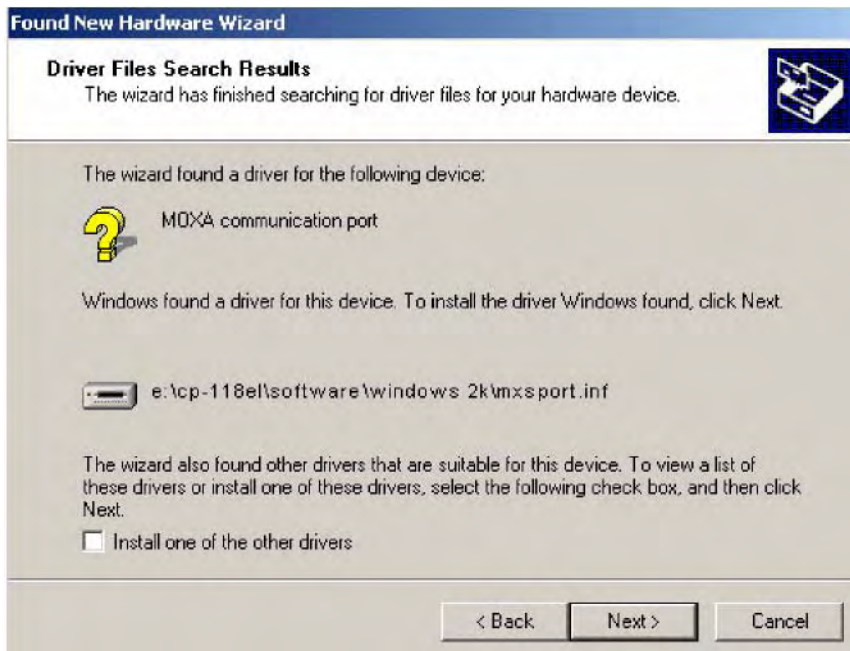 Found New Hardware Wizard
Driver Files Search Results
The wizard has finished searching for driver files for your hardware device.
The wizard found a driver for the following device:
MOXA communication port
Windows found a driver for this device. To install the driver Windows found, click Next.
e:\cp-118el\software\windows 2k\mxsport.inf
The wizard also found other drivers that are suitable for this device. To view a list of
these drivers or install one of these drivers, select the following check box, and then click
Next.
Install one of the other drivers
< Back Next > Cancel